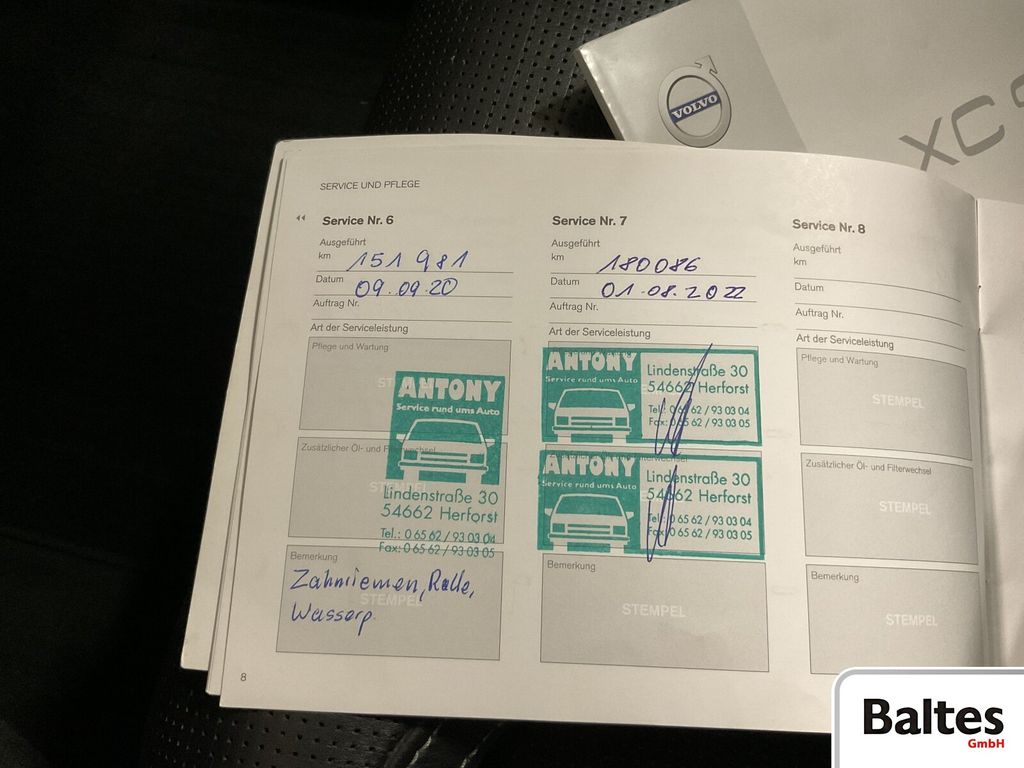 VOLVO
XC
SERVICE UND PFLEGE
Service Nr. 6
Ausgeführt
km 151 981
Datum 09.09.20
Auftrag Nr.
Art der Serviceleistung
Pflege und Wartung
ANTONY
Service rund ums Auto
Zusätzlicher Öl- und
Lindenstraße 30
54662 Herforst
Tel.: 0 65 62 / 93 03 04
Fax: 0 65 62 / 93 03 05
Bemerkung
Zahnriemen, Rolle,
STEMPEL
Wasserp
8
Service Nr. 7
Ausgeführt
km 180086
Datum 01.08.2022
Auftrag Nr.
Art der Serviceleistung
ANTONY
Service rund ums Auto
Lindenstraße 30
54662 Herforst
Tel.: 0 65 62 / 93 03 04
Fax: 0 65 62 / 93 03 05
ANTONY
Service rund ums Auto
Lindenstraße 30
54662 Herforst
Tel.: 0 65 62 / 93 03 04
Fax: 0 65 62 / 93 03 05
Bemerkung
STEMPEL
Service Nr. 8
Ausgeführt
km
Datum
Auftrag Nr.
Art der Serviceleistung
Pflege und Wartung
STEMPEL
Zusätzlicher Öl- und Filterwechsel
STEMPEL
Bemerkung
STEMPEL
Baltes
GmbH